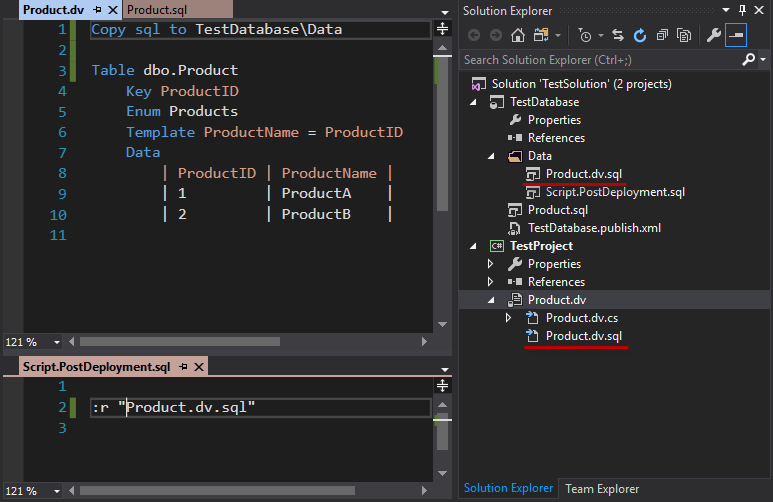 Product.dv
Product.sql
1 Copy sql to TestDatabase\Data
2
3 Table dbo.Product
4 Key ProductID
5 Enum Products
6 Template ProductName = ProductID
7 Data
8 | ProductID | ProductName |
9 | 1 | ProductA |
10 | 2 | ProductB |
11
121 %
Script.PostDeployment.sql
1
2 :r "Product.dv.sql"
3
121 %
Solution Explorer
Search Solution Explorer (Ctrl+;)
Solution 'TestSolution' (2 projects)
TestDatabase
Properties
References
Data
Product.dv.sql
Script.PostDeployment.sql
Product.sql
TestDatabase.publish.xml
C# TestProject
Properties
References
Product.dv
Product.dv.cs
Product.dv.sql
Solution Explorer Team Explorer